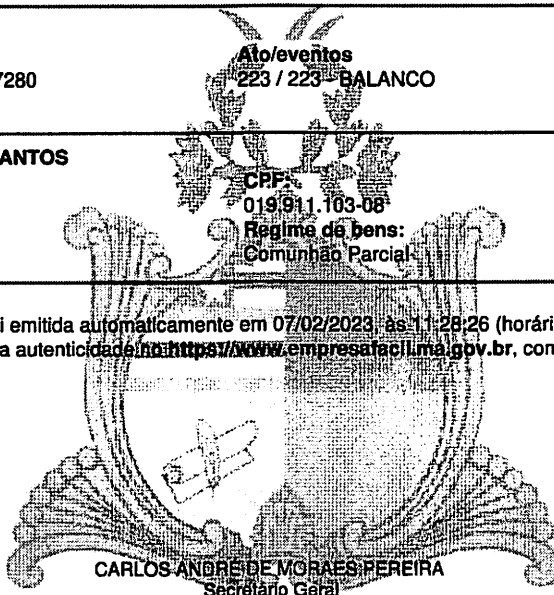 Ato/eventos
7280 223 / 223 - BALANCO
ANTOS
CPF:
019.911.103-08
Regime de bens:
Comunhão Parcial
i emitida automaticamente em 07/02/2023, às 11:28:26 (horári
a autenticidade no https://www.empresafacil.ma.gov.br, con
CARLOS ANDRÉ DE MORAES PEREIRA
Secretário Geral